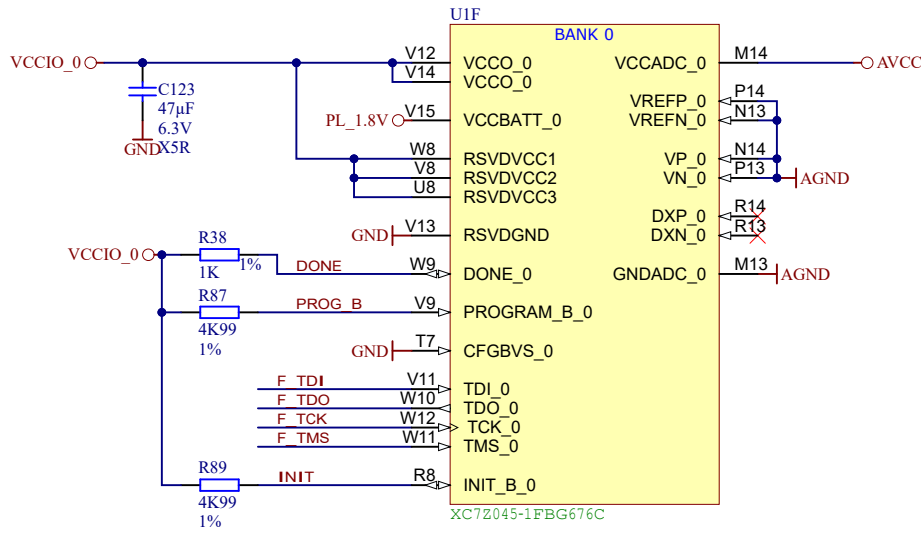 U1F
BANK 0
VCCIO_0
C123
47µF
6.3V
X5R
GND
V12
VCCO_0
V14
VCCO_0
PL_1.8V
V15
VCCBATT_0
W8
RSVDVCC1
V8
RSVDVCC2
U8
RSVDVCC3
GND
V13
RSVDGND
VCCIO_0
R38
1K
1%
DONE
W9
DONE_0
R87
4K99
1%
PROG_B
V9
PROGRAM_B_0
GND
T7
CFGBVS_0
F_TDI
V11
TDI_0
F_TDO
W10
TDO_0
F_TCK
W12
TCK_0
F_TMS
W11
TMS_0
R89
4K99
1%
INIT
R8
INIT_B_0
VCCADC_0
M14
AVCC
VREFP_0
P14
VREFN_0
N13
VP_0
N14
VN_0
P13
AGND
DXP_0
R14
DXN_0
R13
GNDADC_0
M13
AGND
XC7Z045-1FBG676C